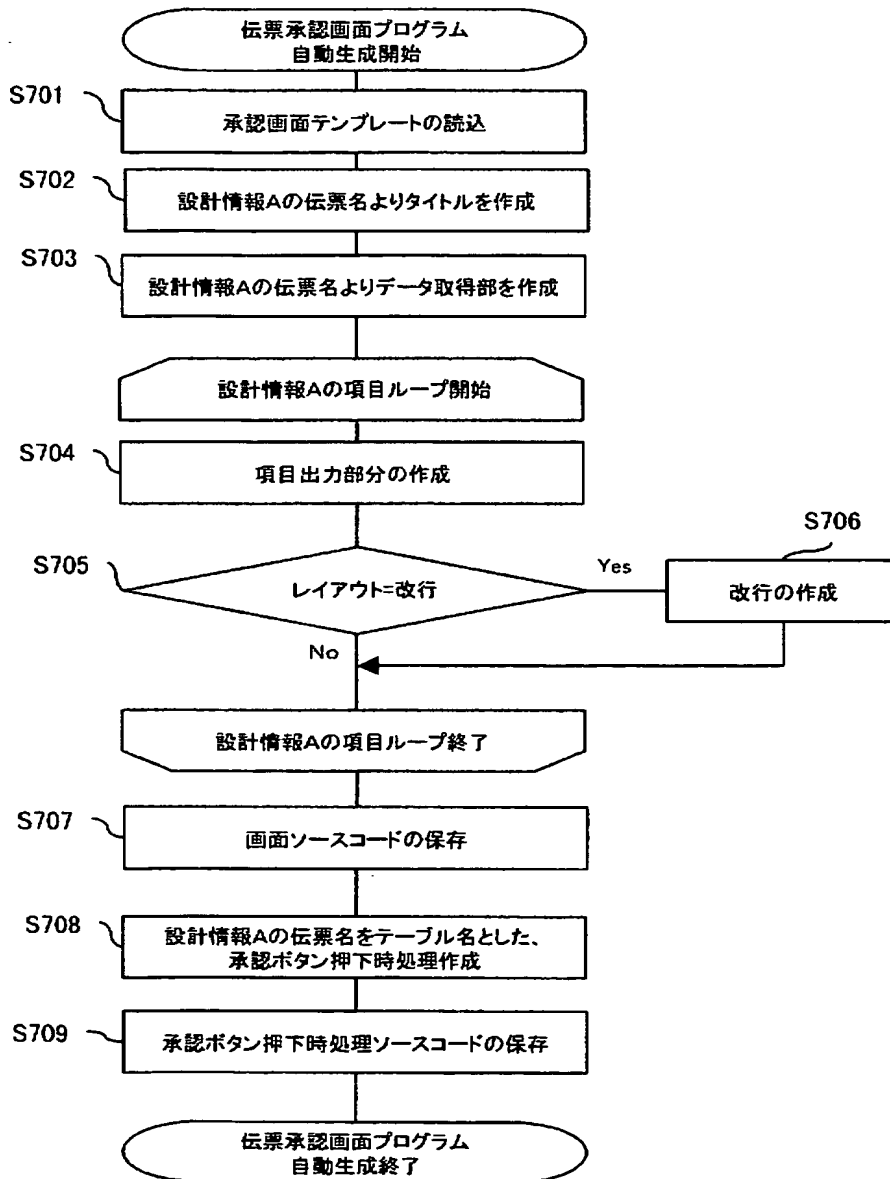 伝票承認画面プログラム
自動生成開始
S701
承認画面テンプレートの読込
S702
設計情報Aの伝票名よりタイトルを作成
S703
設計情報Aの伝票名よりデータ取得部を作成
設計情報Aの項目ループ開始
S704
項目出力部分の作成
S705
レイアウト=改行
Yes
S706
改行の作成
No
設計情報Aの項目ループ終了
S707
画面ソースコードの保存
S708
設計情報Aの伝票名をテーブル名とした、
承認ボタン押下時処理作成
S709
承認ボタン押下時処理ソースコードの保存
伝票承認画面プログラム
自動生成終了